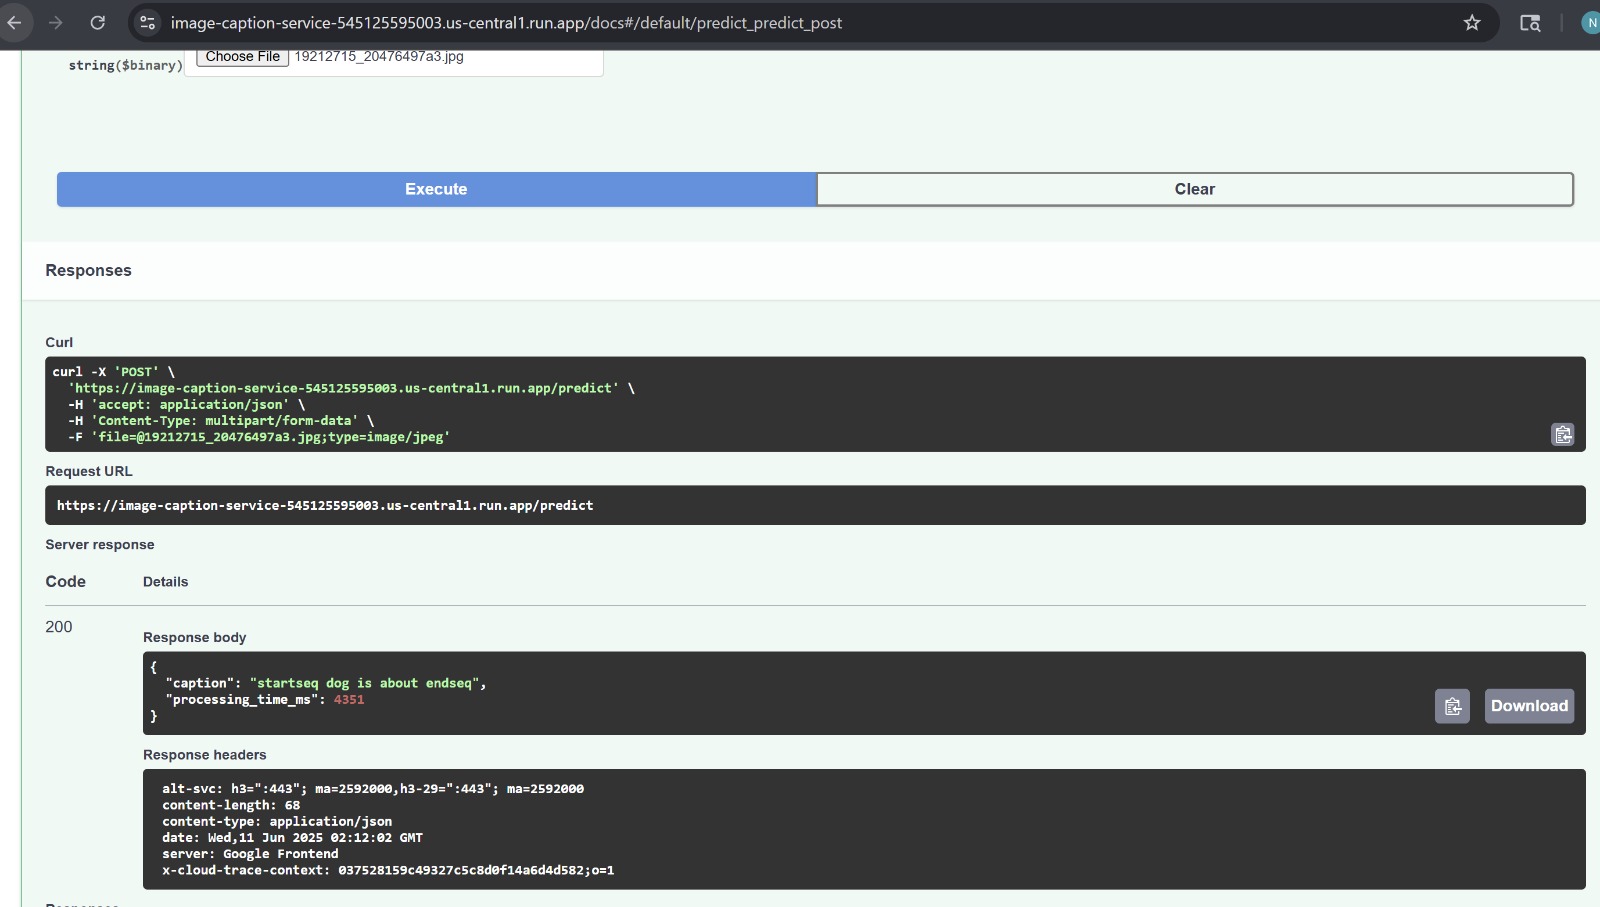 image-caption-service-545125595003.us-central1.run.app/docs#/default/predict_predict_post
N
string($binary)
Choose File 19212715_20476497a3.jpg
Execute
Clear
Responses
Curl
curl -X 'POST' \
'https://image-caption-service-545125595003.us-central1.run.app/predict' \
-H 'accept: application/json' \
-H 'Content-Type: multipart/form-data' \
-F 'file=@19212715_20476497a3.jpg;type=image/jpeg'
Request URL
https://image-caption-service-545125595003.us-central1.run.app/predict
Server response
Code Details
200
Response body
{
"caption": "startseq dog is about endseq",
"processing_time_ms": 4351
}
Download
Response headers
alt-svc: h3=":443"; ma=2592000,h3-29=":443"; ma=2592000
content-length: 68
content-type: application/json
date: Wed,11 Jun 2025 02:12:02 GMT
server: Google Frontend
x-cloud-trace-context: 037528159c49327c5c8d0f14a6d4d582;o=1